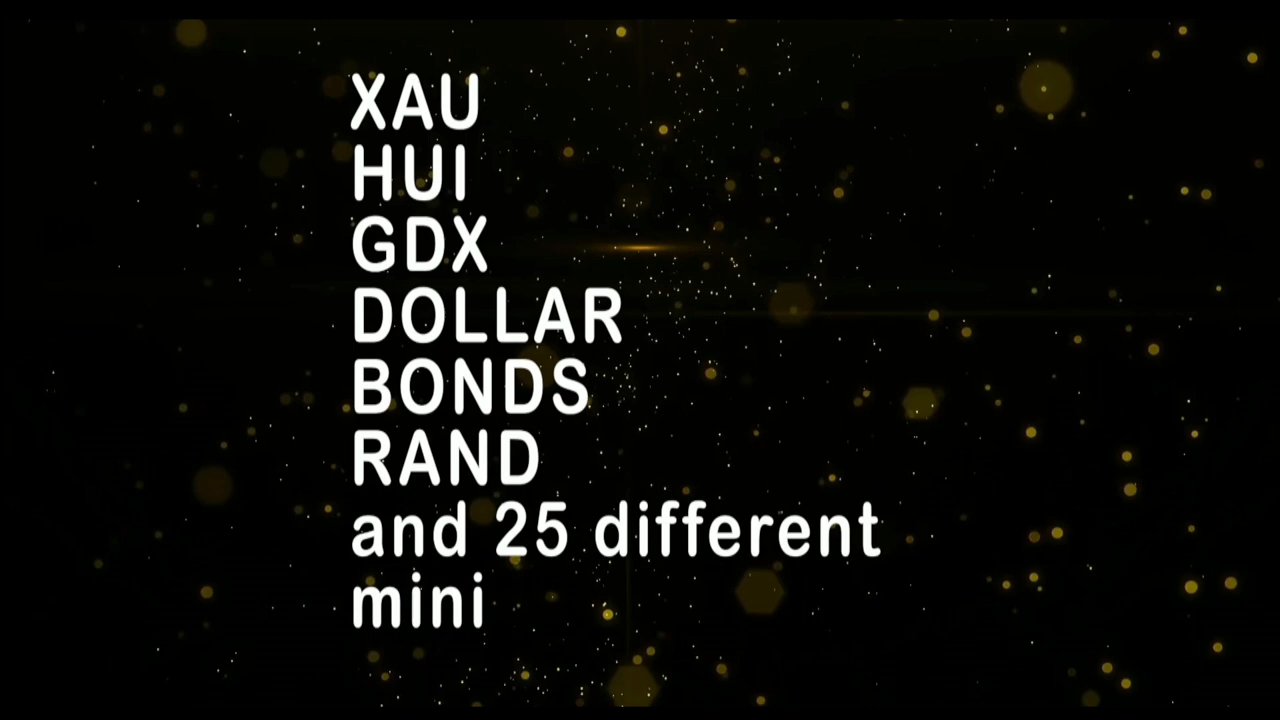 XAU
HUI
GDX
DOLLAR
BONDS
RAND
and 25 different
mini